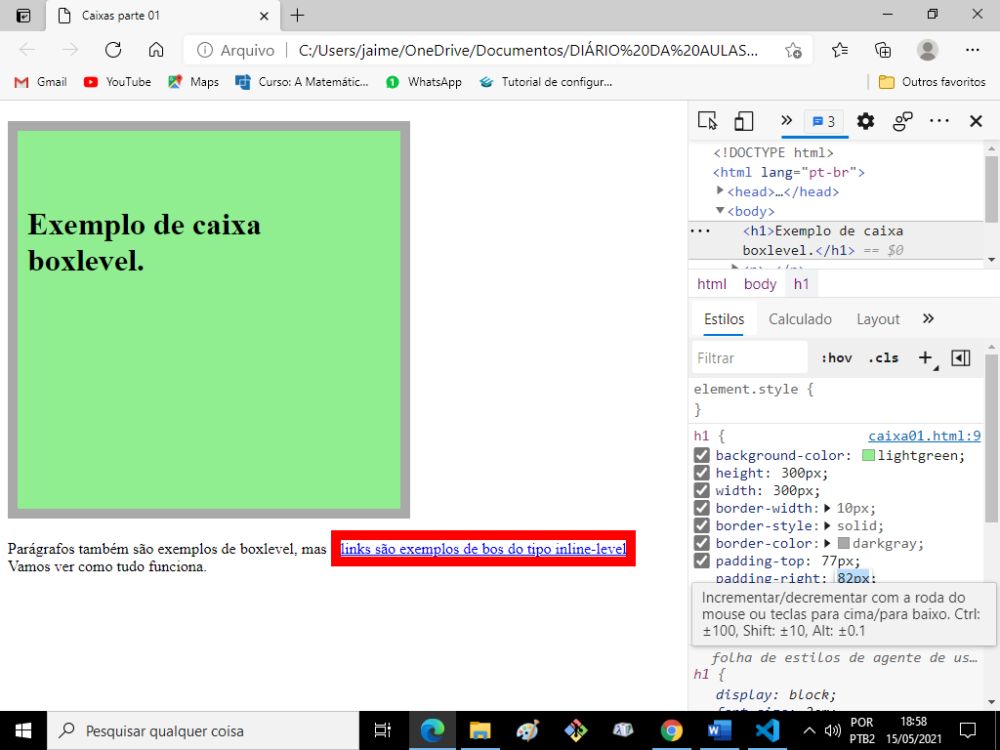 Caixas parte 01
Arquivo
C:/Users/jaime/OneDrive/Documentos/DIÁRIO%20DA%20AULAS...
Gmail
YouTube
Maps
Curso: A Matemátic...
WhatsApp
Tutorial de configur...
Outros favoritos
Exemplo de caixa
boxlevel.
Parágrafos também são exemplos de boxlevel, mas links são exemplos de bos do tipo inline-level
Vamos ver como tudo funciona.
3
<!DOCTYPE html>
<html lang="pt-br">
<head>…</head>
<body>
<h1>Exemplo de caixa
boxlevel.</h1> == $0
html body h1
Estilos Calculado Layout
Filtrar :hov .cls
element.style {
}
h1 { caixa01.html:9
background-color: lightgreen;
height: 300px;
width: 300px;
border-width: 10px;
border-style: solid;
border-color: darkgray;
padding-top: 77px;
padding-right: 82px;
Incrementar/decrementar com a roda do
mouse ou teclas para cima/para baixo. Ctrl:
±100, Shift: ±10, Alt: ±0.1
folha de estilos de agente de us…
h1 {
display: block;
Pesquisar qualquer coisa
POR
PTB2
18:58
15/05/2021